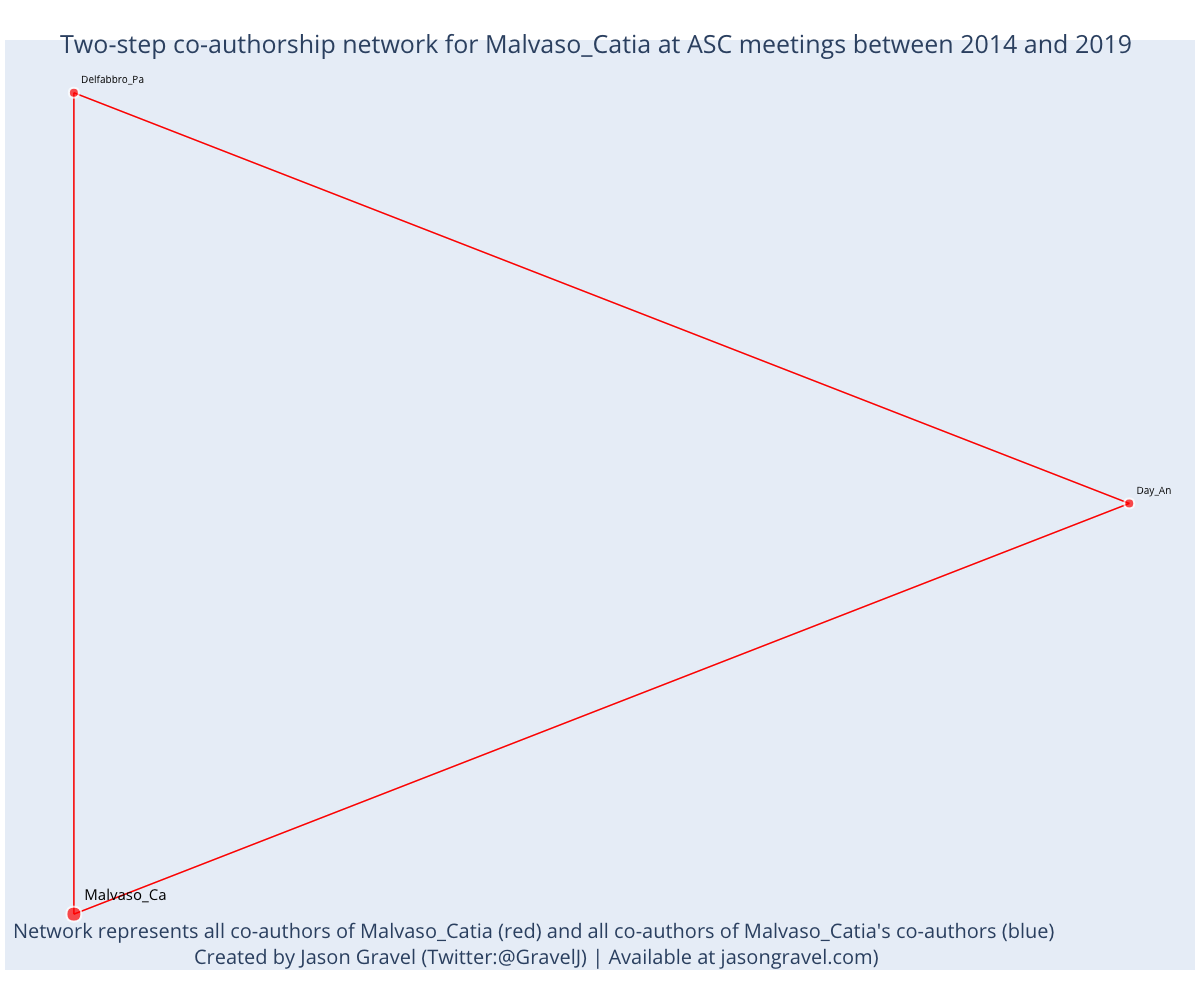 Two-step co-authorship network for Malvaso_Catia at ASC meetings between 2014 and 2019
Delfabbro_Pa
Day_An
Malvaso_Ca
Network represents all co-authors of Malvaso_Catia (red) and all co-authors of Malvaso_Catia's co-authors (blue)
Created by Jason Gravel (Twitter:@GravelJ) | Available at jasongravel.com)